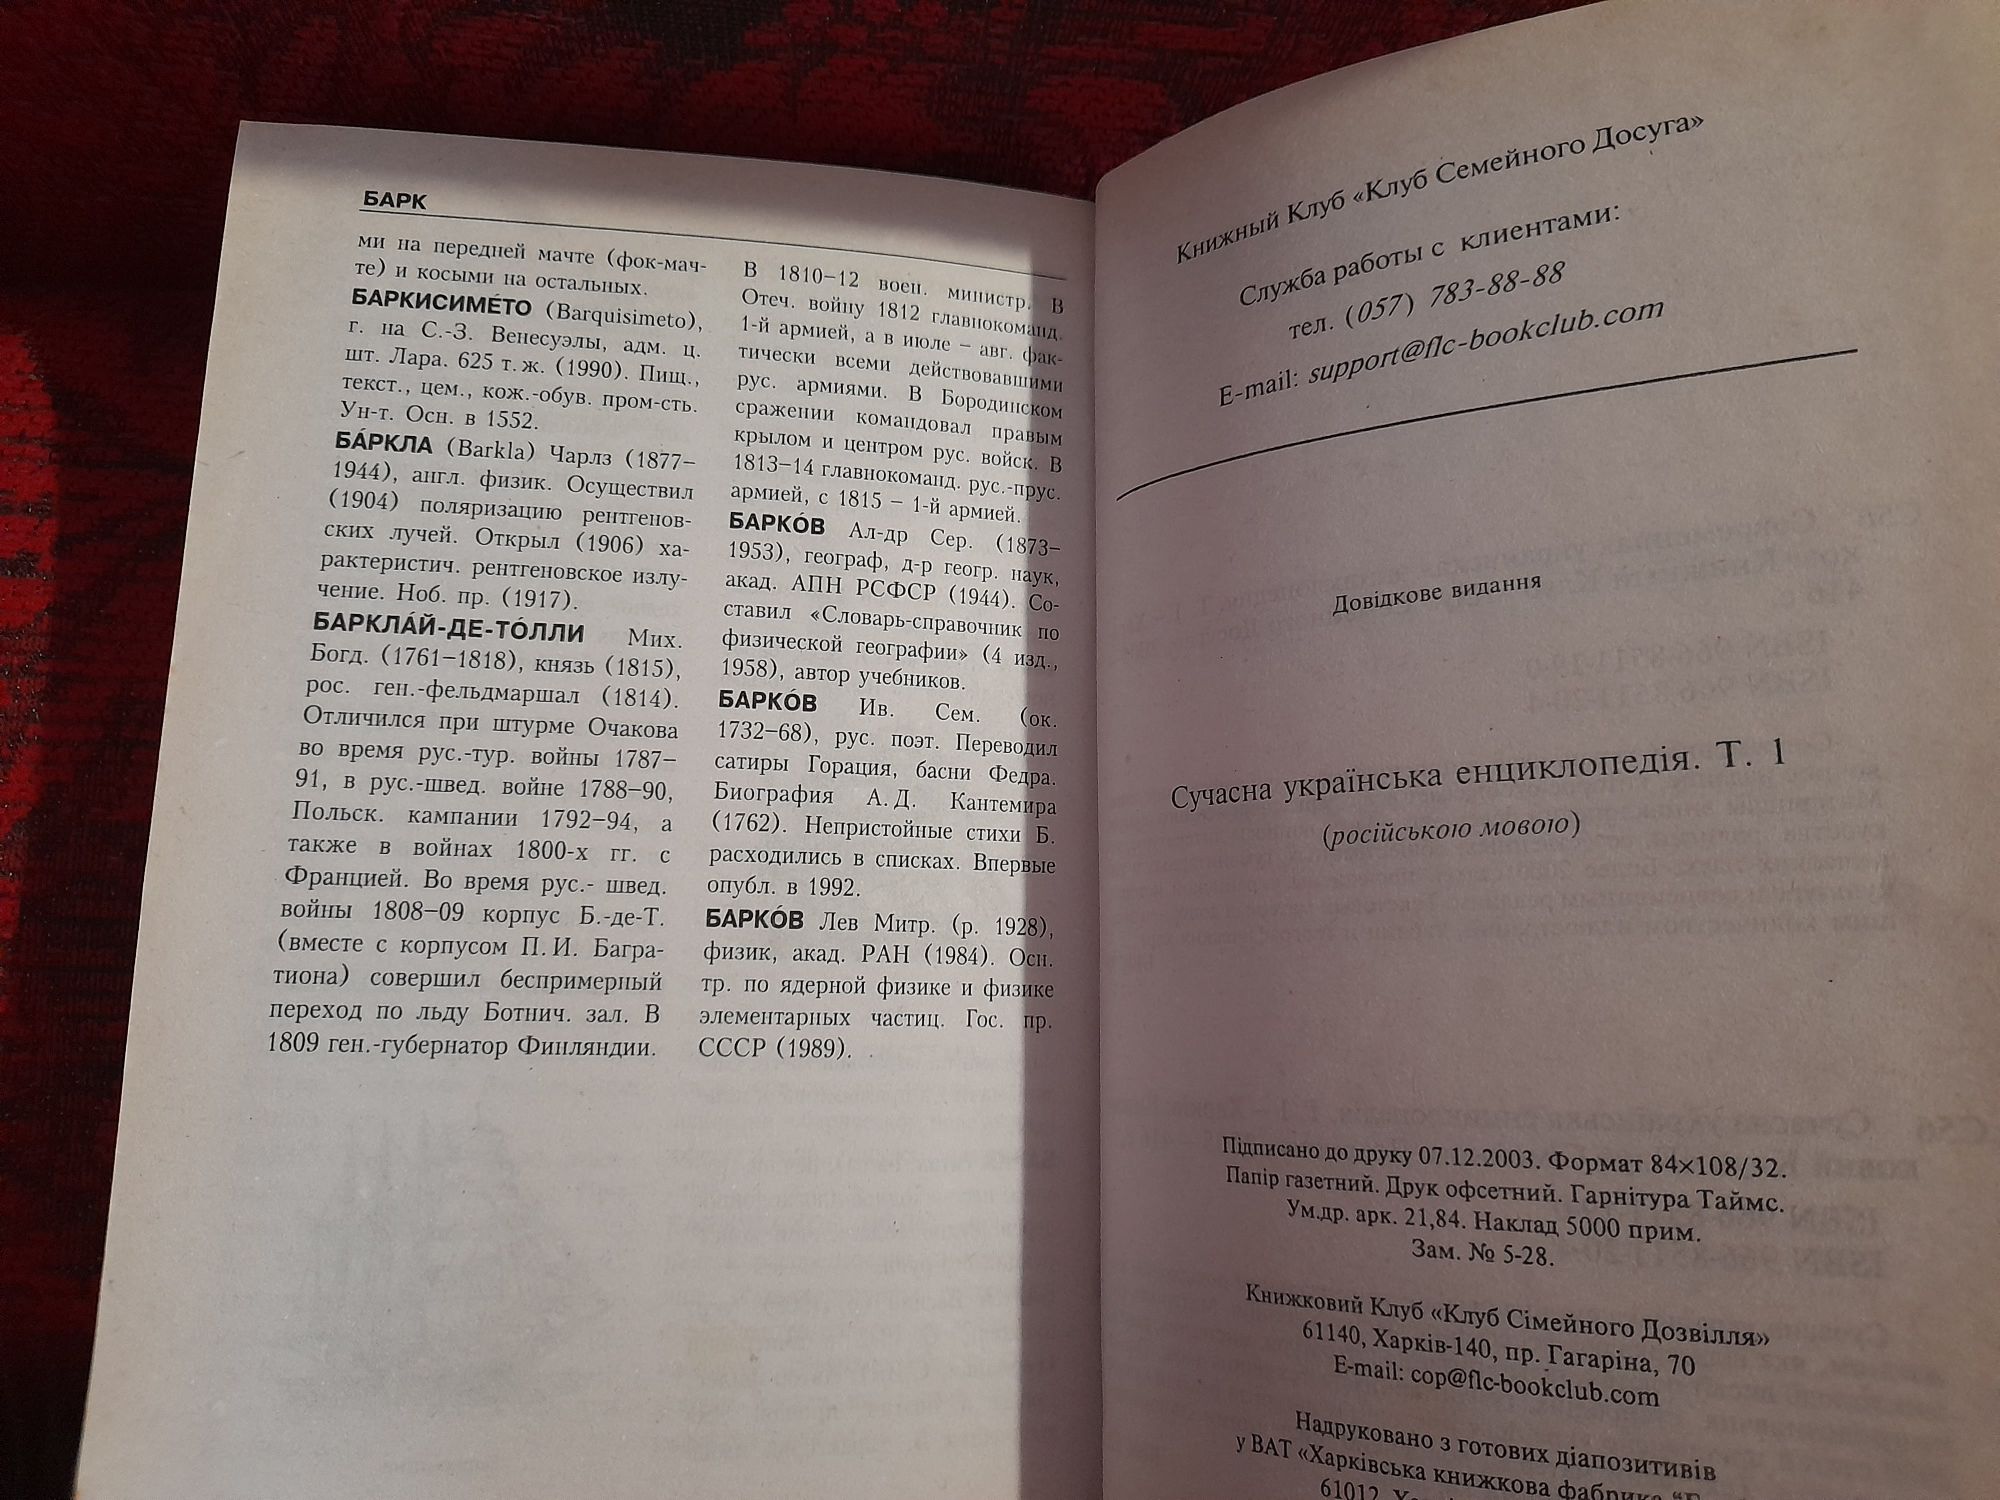 БАРК
ми на передней мачте (фок-мач-
те) и косыми на остальных.
БАРКИСИМЕ́ТО (Barquisimeto),
г. на С.-З. Венесуэлы, адм. ц.
шт. Лара. 625 т. ж. (1990). Пищ.,
текст., цем., кож.-обув. пром-сть.
Ун-т. Осн. в 1552.
БА́РКЛА (Barkla) Чарлз (1877–
1944), англ. физик. Осуществил
(1904) поляризацию рентгенов-
ских лучей. Открыл (1906) ха-
рактеристич. рентгеновское излу-
чение. Ноб. пр. (1917).
БАРКЛА́Й-ДЕ-ТО́ЛЛИ Мих.
Богд. (1761–1818), князь (1815),
рос. ген.-фельдмаршал (1814).
Отличился при штурме Очакова
во время рус.-тур. войны 1787–
91, в рус.-швед. войне 1788–90,
Польск. кампании 1792–94, а
также в войнах 1800-х гг. с
Францией. Во время рус.- швед.
войны 1808–09 корпус Б.-де-Т.
(вместе с корпусом П. И. Багра-
тиона) совершил беспримерный
переход по льду Ботнич. зал. В
1809 ген.-губернатор Финляндии.
В 1810–12 воен. министр. В
Отеч. войну 1812 главнокоманд.
1-й армией, а в июле – авг. фак-
тически всеми действовавшими
рус. армиями. В Бородинском
сражении командовал правым
крылом и центром рус. войск. В
1813–14 главнокоманд. рус.-прус.
армией, с 1815 – 1-й армией.
БАРКО́В Ал-др Сер. (1873–
1953), географ, д-р геогр. наук,
акад. АПН РСФСР (1944). Со-
ставил «Словарь-справочник по
физической географии» (4 изд.,
1958), автор учебников.
БАРКО́В Ив. Сем. (ок.
1732–68), рус. поэт. Переводил
сатиры Горация, басни Федра.
Биография А. Д. Кантемира
(1762). Непристойные стихи Б.
расходились в списках. Впервые
опубл. в 1992.
БАРКО́В Лев Митр. (р. 1928),
физик, акад. РАН (1984). Осн.
тр. по ядерной физике и физике
элементарных частиц. Гос. пр.
СССР (1989).
Книжный Клуб «Клуб Семейного Досуга»
Служба работы с клиентами:
тел. (057) 783-88-88
E-mail: support@flc-bookclub.com
Довідкове видання
Сучасна українська енциклопедія. Т. 1
(російською мовою)
Підписано до друку 07.12.2003. Формат 84×108/32.
Папір газетний. Друк офсетний. Гарнітура Таймс.
Ум.др. арк. 21,84. Наклад 5000 прим.
Зам. № 5-28.
Книжковий Клуб «Клуб Сімейного Дозвілля»
61140, Харків-140, пр. Гагаріна, 70
E-mail: cop@flc-bookclub.com
Надруковано з готових діапозитивів
у ВАТ «Харківська книжкова фабрика
61012,